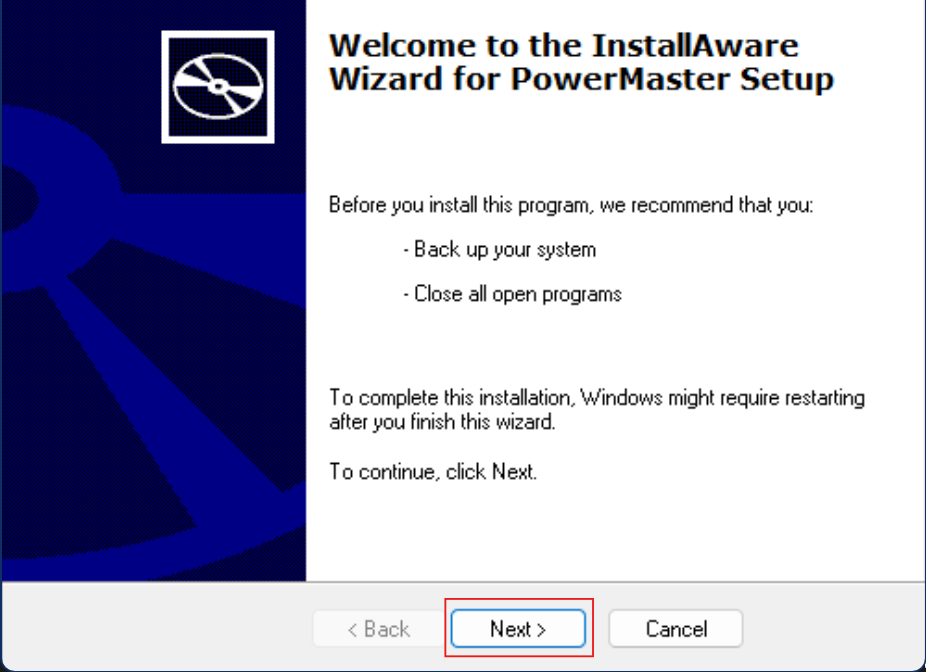 Welcome to the InstallAware
Wizard for PowerMaster Setup
Before you install this program, we recommend that you:
- Back up your system
- Close all open programs
To complete this installation, Windows might require restarting
after you finish this wizard.
To continue, click Next.
< Back
Next >
Cancel